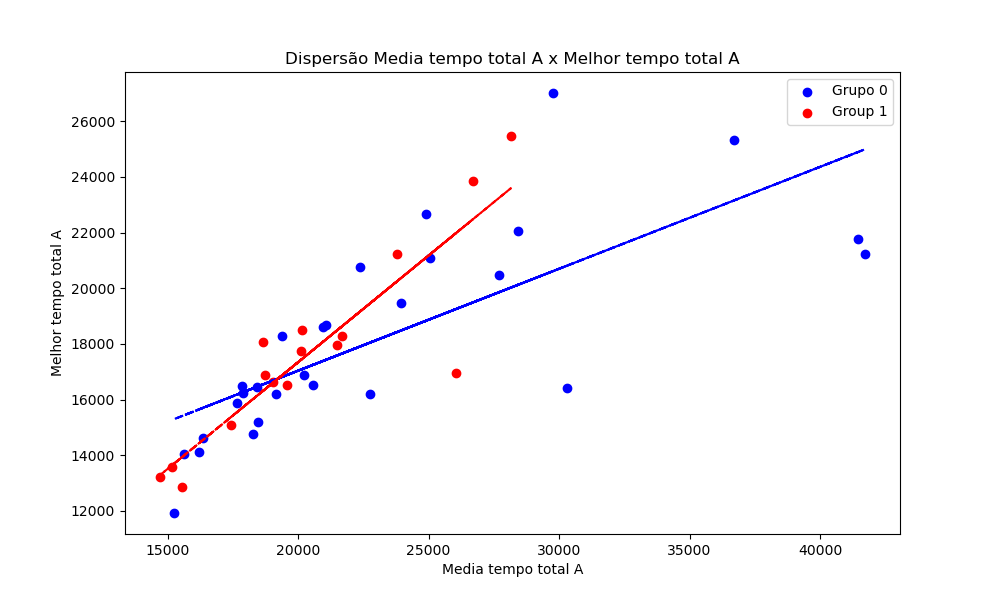 Dispersão Media tempo total A x Melhor tempo total A
Grupo 0
Group 1
Melhor tempo total A
26000
24000
22000
20000
18000
16000
14000
12000
15000
20000
25000
30000
35000
40000
Media tempo total A